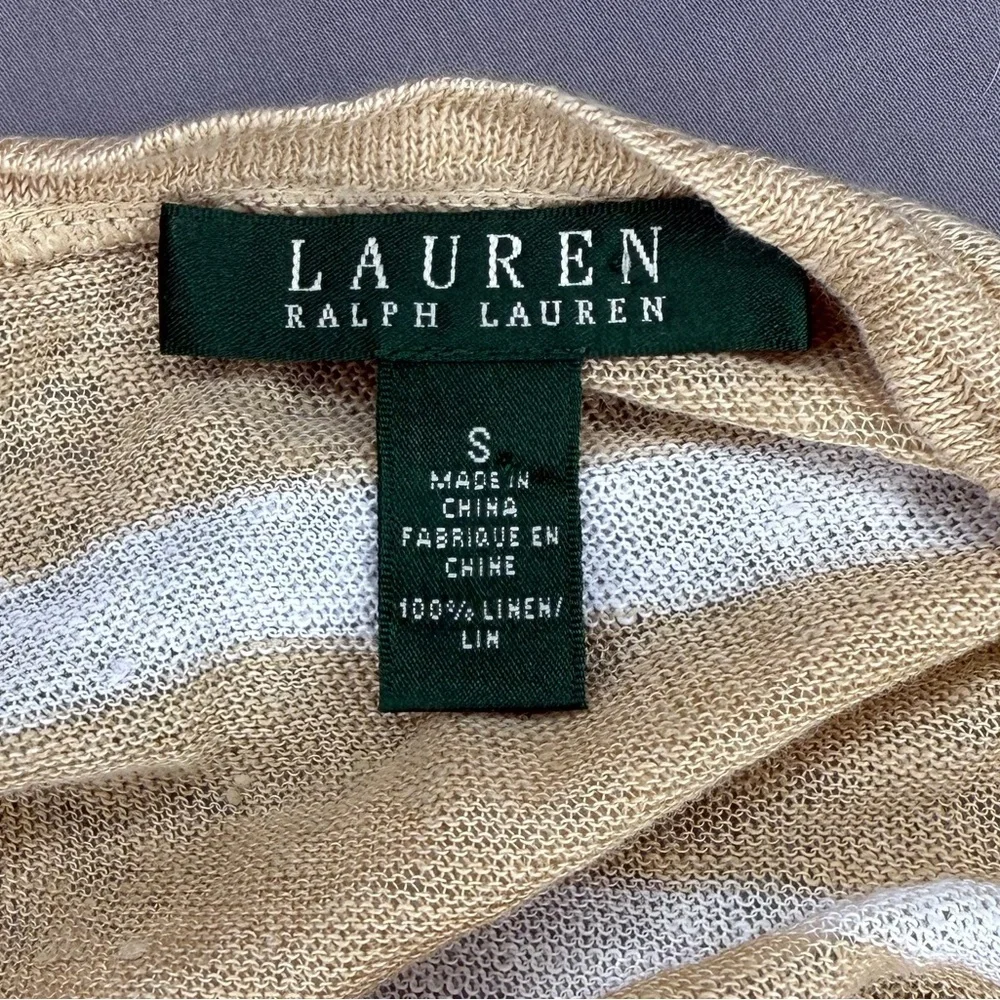 LAUREN
RALPH LAUREN
S
MADE IN
CHINA
FABRIQUE EN
CHINE
100% LINEN/
LIN